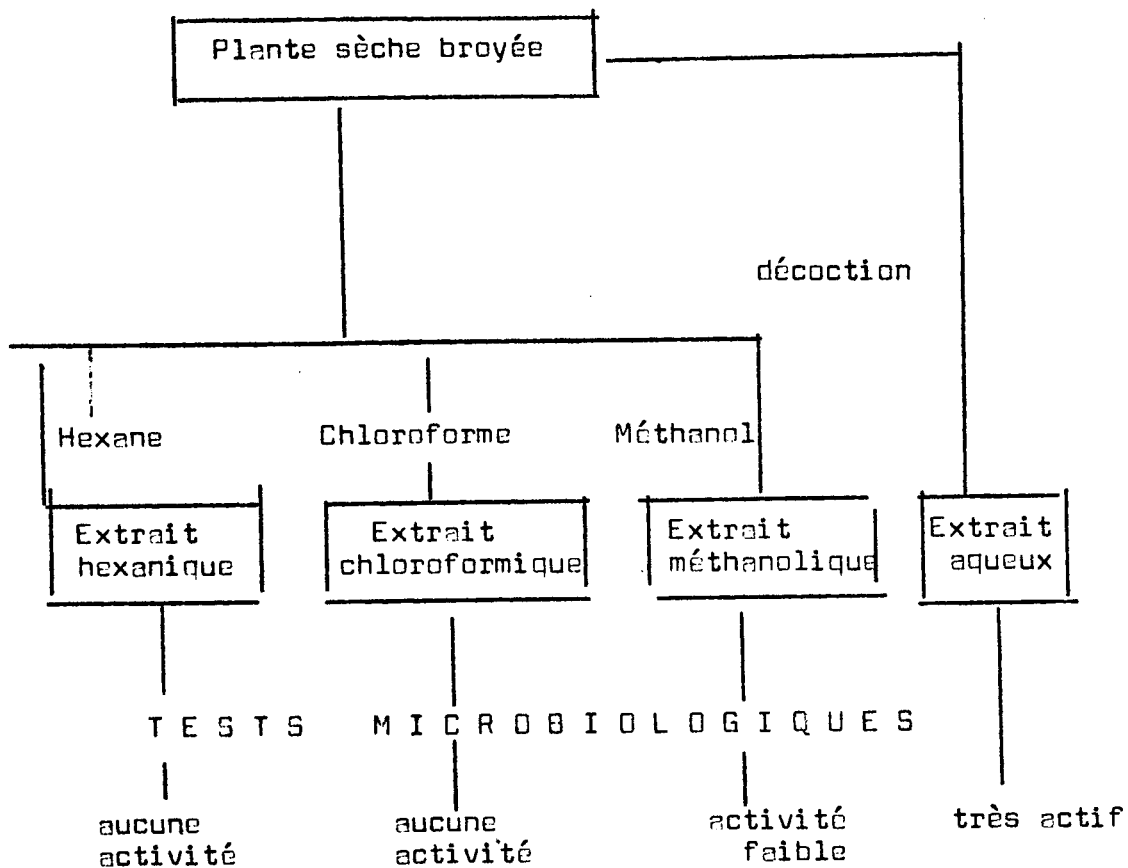 Plante sèche broyée
décoction
Hexane Chloroforme Méthanol
Extrait hexanique
Extrait chloroformique
Extrait méthanolique
Extrait aqueux
TESTS MICROBIOLOGIQUES
aucune activité
aucune activité
activité faible
très actif